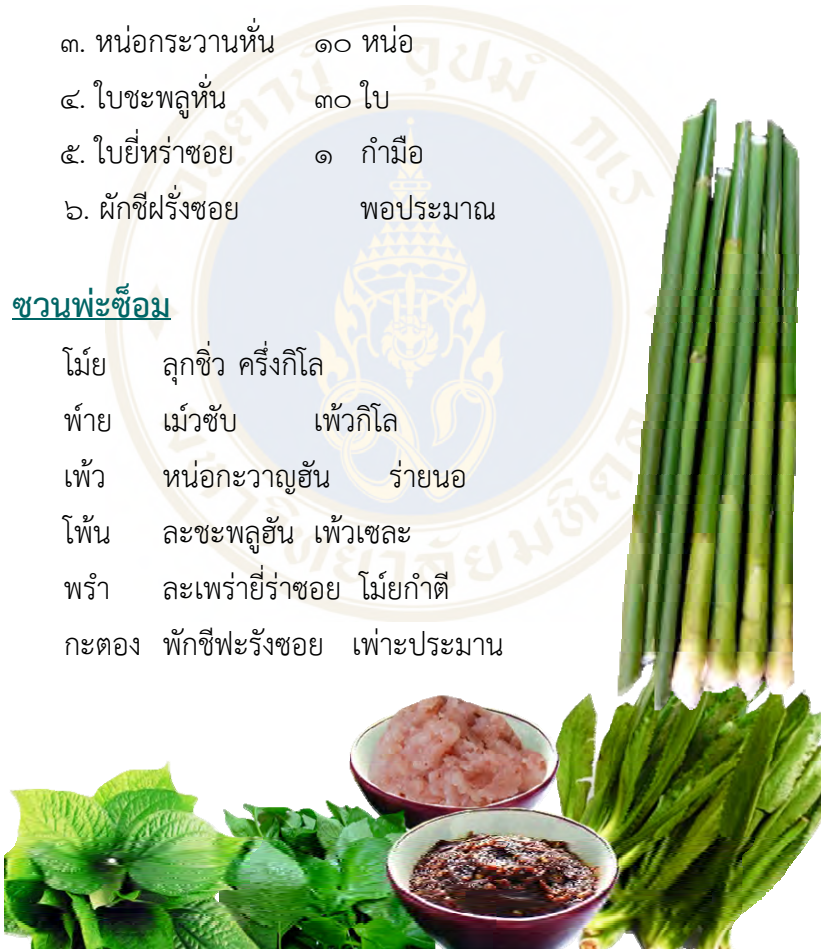 ๓. หน่อกระวานหั่น ๑๐ หน่อ
๔. ใบชะพลูหั่น ๓๐ ใบ
๕. ใบยี่หร่าซอย ๑ กำมือ
๖. ผักชีฝรั่งซอย พอประมาณ
ซวนพ่ะซ็อม
โม์ย ลุกชิ่ว ครึ่งกิโล
พ์าย เม์วซับ เพ้วกิโล
เพ้ว หน่อกะวาญฮัน ร่ายนอ
โพ้น ละชะพลูฮัน เพ้วเซละ
พรำ ละเพร่ายี่ร่าซอย โม์ยกำตี
กะตอง พักชีฟะรังซอย เพ่าะประมาน